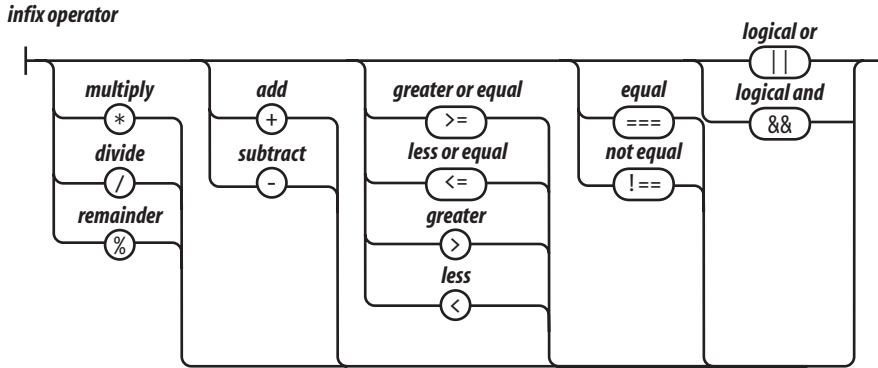 infix operator
logical or
||
multiply add greater or equal equal logical and
* + >= === &&
divide subtract less or equal not equal
/ - <= !==
remainder greater
% >
less
<